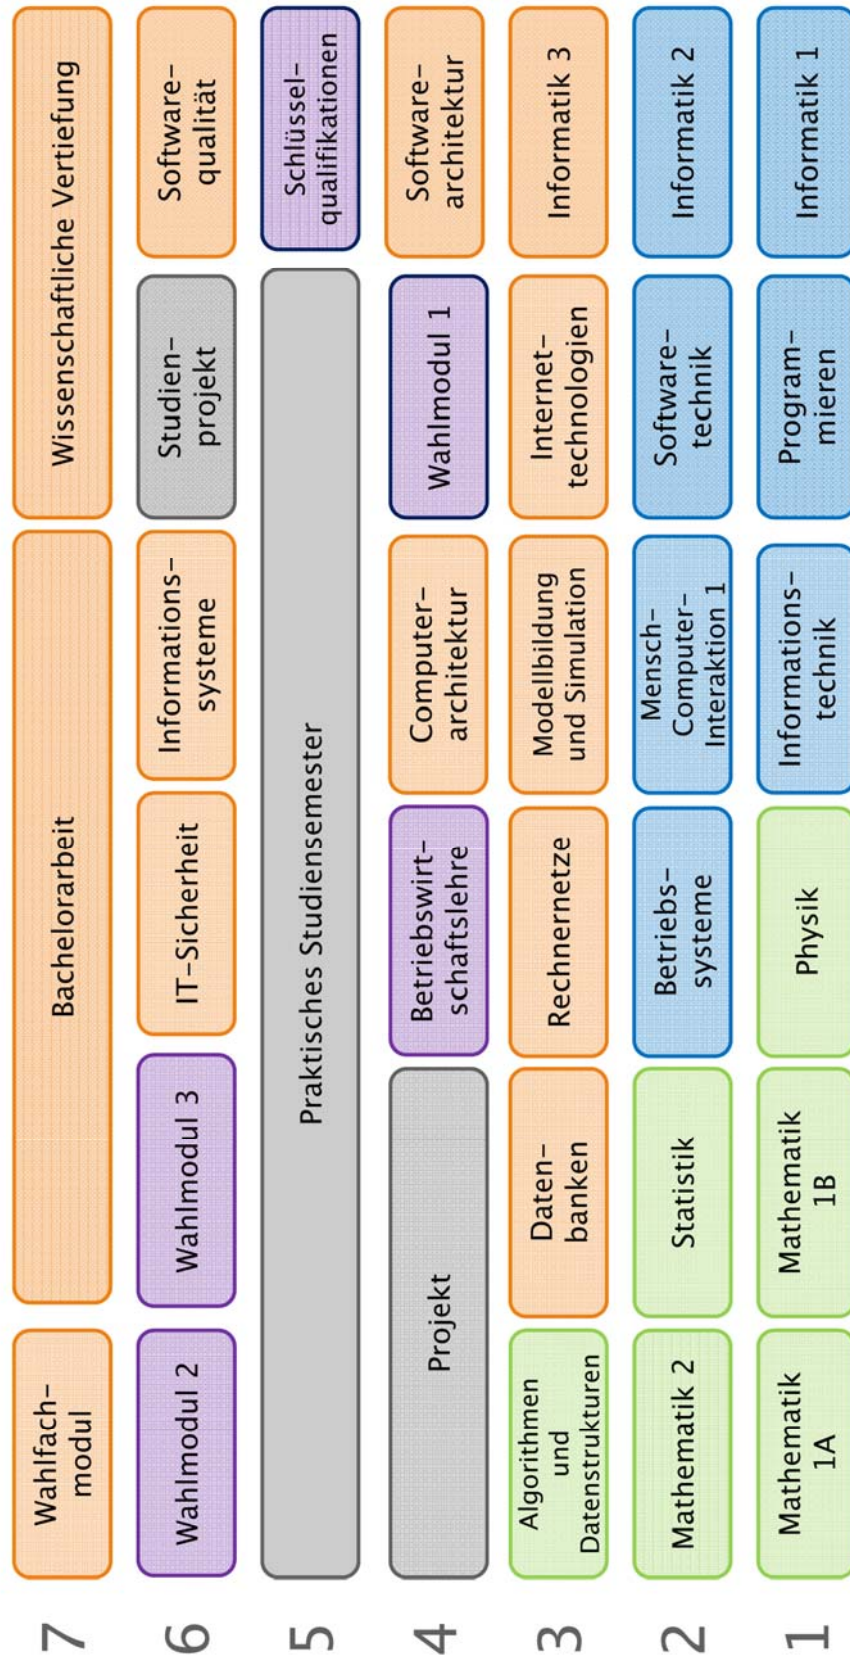 7
Wahlfach-
modul
Bachelorarbeit
Wissenschaftliche Vertiefung
6
Wahlmodul 2
Wahlmodul 3
IT-Sicherheit
Informations-
systeme
Studien-
projekt
Software-
qualität
5
Praktisches Studiensemester
Schlüssel-
qualifikationen
4
Projekt
Betriebswirt-
schaftslehre
Computer-
architektur
Wahlmodul 1
Software-
architektur
3
Algorithmen
und
Datenstrukturen
Daten-
banken
Rechnernetze
Modellbildung
und Simulation
Internet-
technologien
Informatik 3
2
Mathematik 2
Statistik
Betriebs-
systeme
Mensch-
Computer-
Interaktion 1
Software-
technik
Informatik 2
1
Mathematik
1A
Mathematik
1B
Physik
Informations-
technik
Program-
mieren
Informatik 1